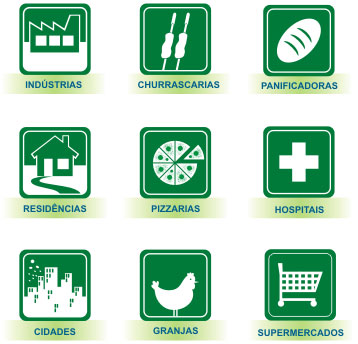 INDÚSTRIAS
CHURRASCARIAS
PANIFICADORAS
RESIDÊNCIAS
PIZZARIAS
HOSPITAIS
CIDADES
GRANJAS
SUPERMERCADOS